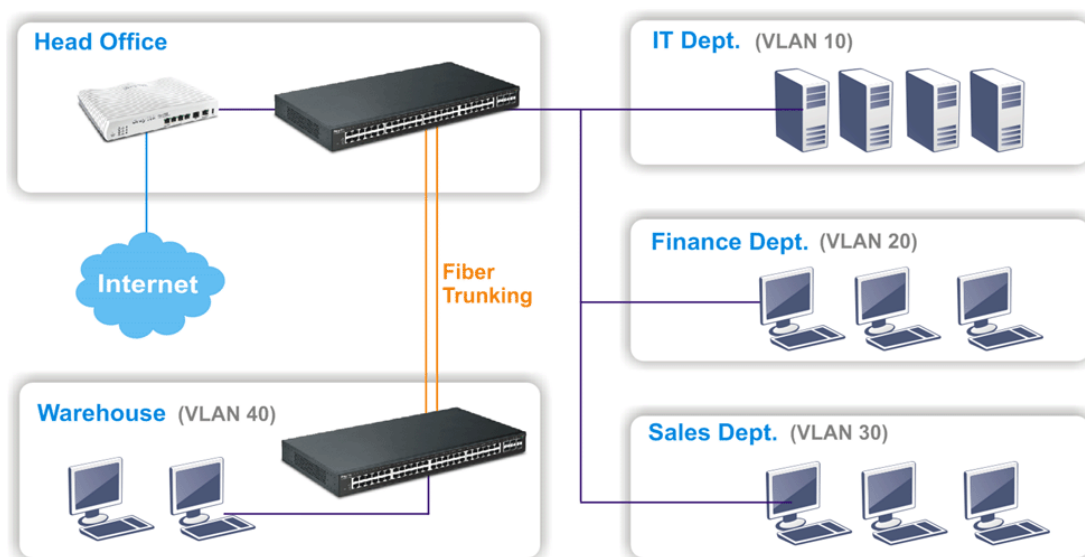 Head Office
IT Dept. (VLAN 10)
Internet
Fiber
Trunking
Finance Dept. (VLAN 20)
Warehouse (VLAN 40)
Sales Dept. (VLAN 30)